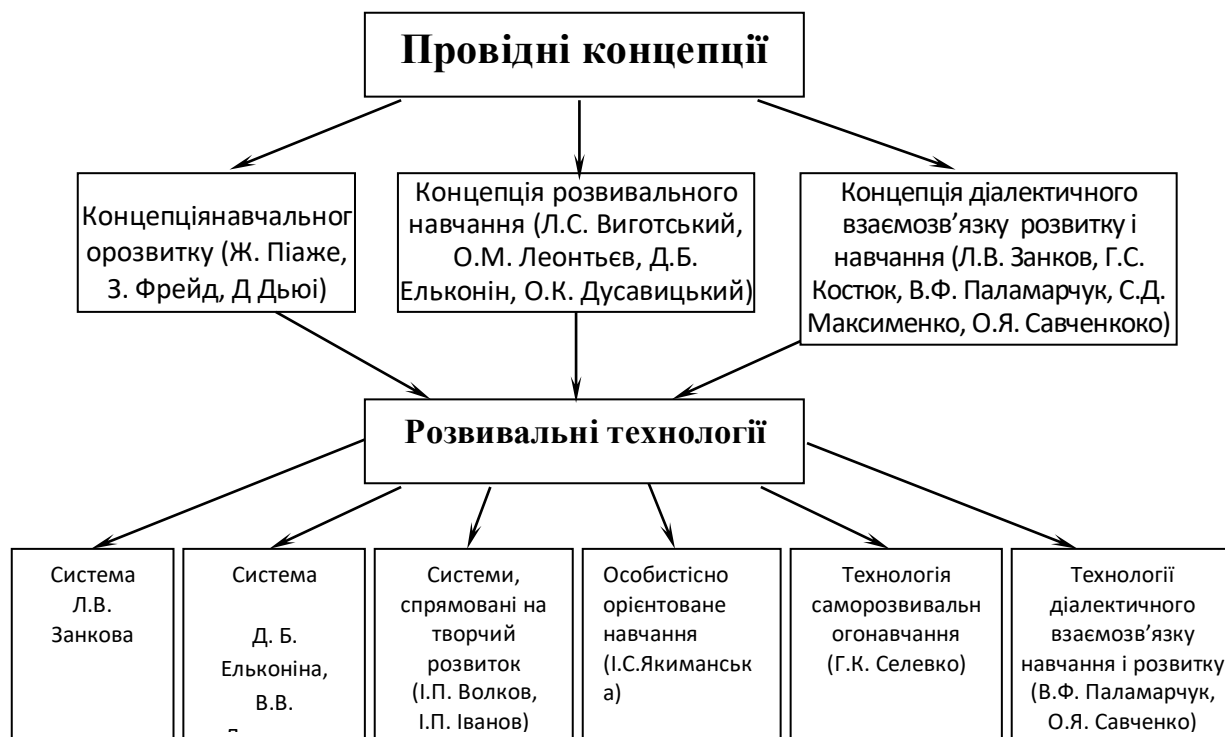 Провідні концепції
Концепціянавчальног
орозвитку (Ж. Піаже,
З. Фрейд, Д Дьюі)
Концепція розвивального
навчання (Л.С. Виготський,
О.М. Леонтьєв, Д.Б.
Ельконін, О.К. Дусавицький)
Концепція діалектичного
взаємозв’язку розвитку і
навчання (Л.В. Занков, Г.С.
Костюк, В.Ф. Паламарчук, С.Д.
Максименко, О.Я. Савченкоко)
Розвивальні технології
Система
Л.В.
Занкова
Система
Д. Б.
Ельконіна,
В.В.
Системи,
спрямовані на
творчий
розвиток
(І.П. Волков,
І.П. Іванов)
Особистісно
орієнтоване
навчання
(І.С.Якиманськ
а)
Технологія
саморозвивальн
огонавчання
(Г.К. Селевко)
Технології
діалектичного
взаємозв’язку
навчання і розвитку
(В.Ф. Паламарчук,
О.Я. Савченко)